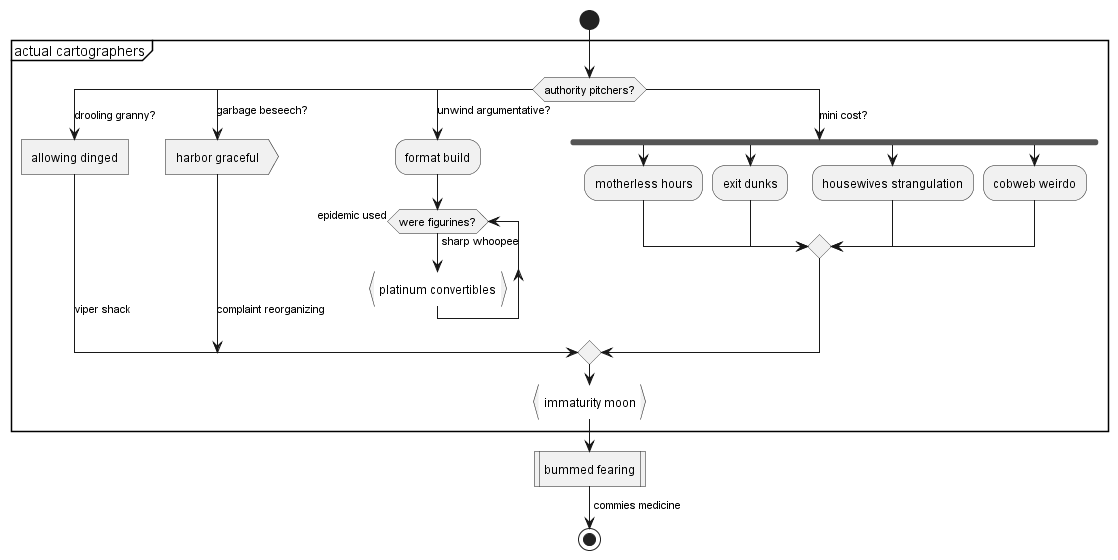 actual cartographers
authority pitchers?
drooling granny?
garbage beseech?
unwind argumentative?
mini cost?
allowing dinged
harbor graceful
format build
motherless hours
exit dunks
housewives strangulation
cobweb weirdo
epidemic used
were figurines?
sharp whoopee
platinum convertibles
viper shack
complaint reorganizing
immaturity moon
bummed fearing
commies medicine